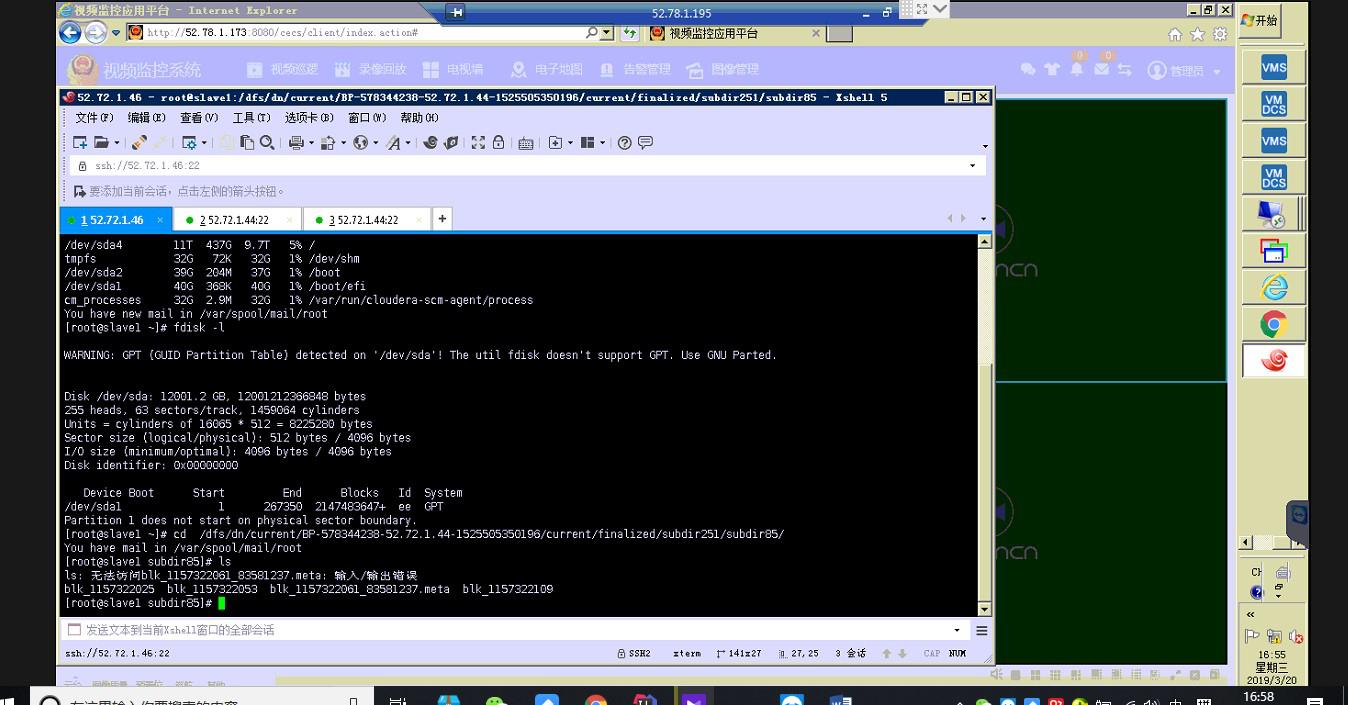 视频监控应用平台 - Internet Explorer
52.78.1.195
开始
http://52.78.1.173:8080/cecs/client/index.action#
视频监控应用平台
视频监控系统
视频巡逻
录像回放
电视墙
电子地图
告警管理
图像管理
管理员
52.72.1.46 - root@slave1:/dfs/dn/current/BP-578344238-52.72.1.44-1525505350196/current/finalized/subdir251/subdir85 - Xshell 5
文件(F) 编辑(E) 查看(V) 工具(T) 选项卡(B) 窗口(W) 帮助(H)
ssh://52.72.1.46:22
要添加当前会话，点击左侧的箭头按钮。
1 52.72.1.46
2 52.72.1.44:22
3 52.72.1.44:22
/dev/sda4 11T 437G 9.7T 5% /
tmpfs 32G 72K 32G 1% /dev/shm
/dev/sda2 39G 204M 37G 1% /boot
/dev/sda1 40G 368K 40G 1% /boot/efi
cm_processes 32G 2.9M 32G 1% /var/run/cloudera-scm-agent/process
You have new mail in /var/spool/mail/root
[root@slave1 ~]# fdisk -l
WARNING: GPT (GUID Partition Table) detected on '/dev/sda'! The util fdisk doesn't support GPT. Use GNU Parted.
Disk /dev/sda: 12001.2 GB, 12001212366848 bytes
255 heads, 63 sectors/track, 1459064 cylinders
Units = cylinders of 16065 * 512 = 8225280 bytes
Sector size (logical/physical): 512 bytes / 4096 bytes
I/O size (minimum/optimal): 4096 bytes / 4096 bytes
Disk identifier: 0x00000000
Device Boot Start End Blocks Id System
/dev/sda1 1 267350 2147483647+ ee GPT
Partition 1 does not start on physical sector boundary.
[root@slave1 ~]# cd /dfs/dn/current/BP-578344238-52.72.1.44-1525505350196/current/finalized/subdir251/subdir85/
You have mail in /var/spool/mail/root
[root@slave1 subdir85]# ls
ls: 无法访问blk_1157322061_83581237.meta: 输入/输出错误
blk_1157322025 blk_1157322053 blk_1157322061_83581237.meta blk_1157322109
[root@slave1 subdir85]#
发送文本到当前Xshell窗口的全部会话
ssh://52.72.1.46:22
SSH2 xterm 141x27 27,25 3 会话 CAP NUM
VMS
VM DCS
VMS
VM DCS
16:55
星期三
2019/3/20
16:58